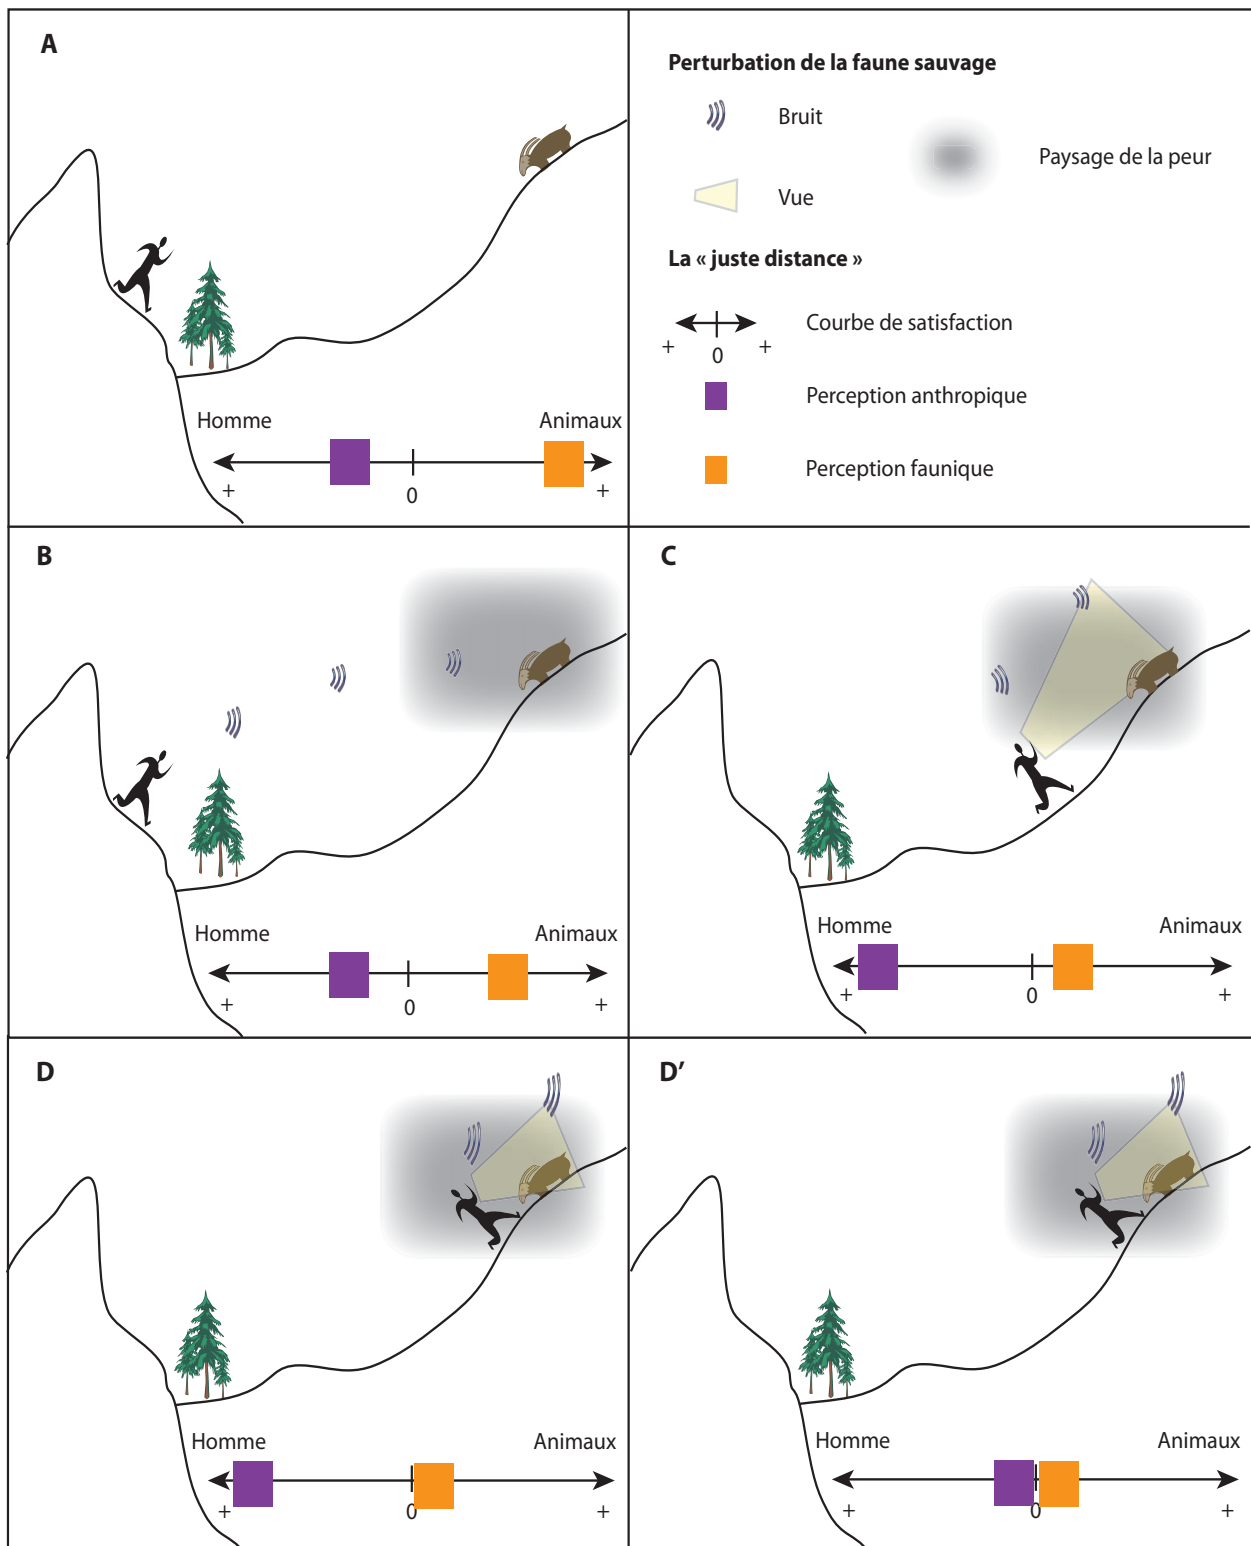 A
Perturbation de la faune sauvage
Bruit
Paysage de la peur
Vue
La « juste distance »
Courbe de satisfaction
+ 0 +
Perception anthropique
Perception faunique
Homme Animaux
+ 0 +
B
Homme Animaux
+ 0 +
C
Homme Animaux
+ 0 +
D
Homme Animaux
+ 0 +
D’
Homme Animaux
+ 0 +